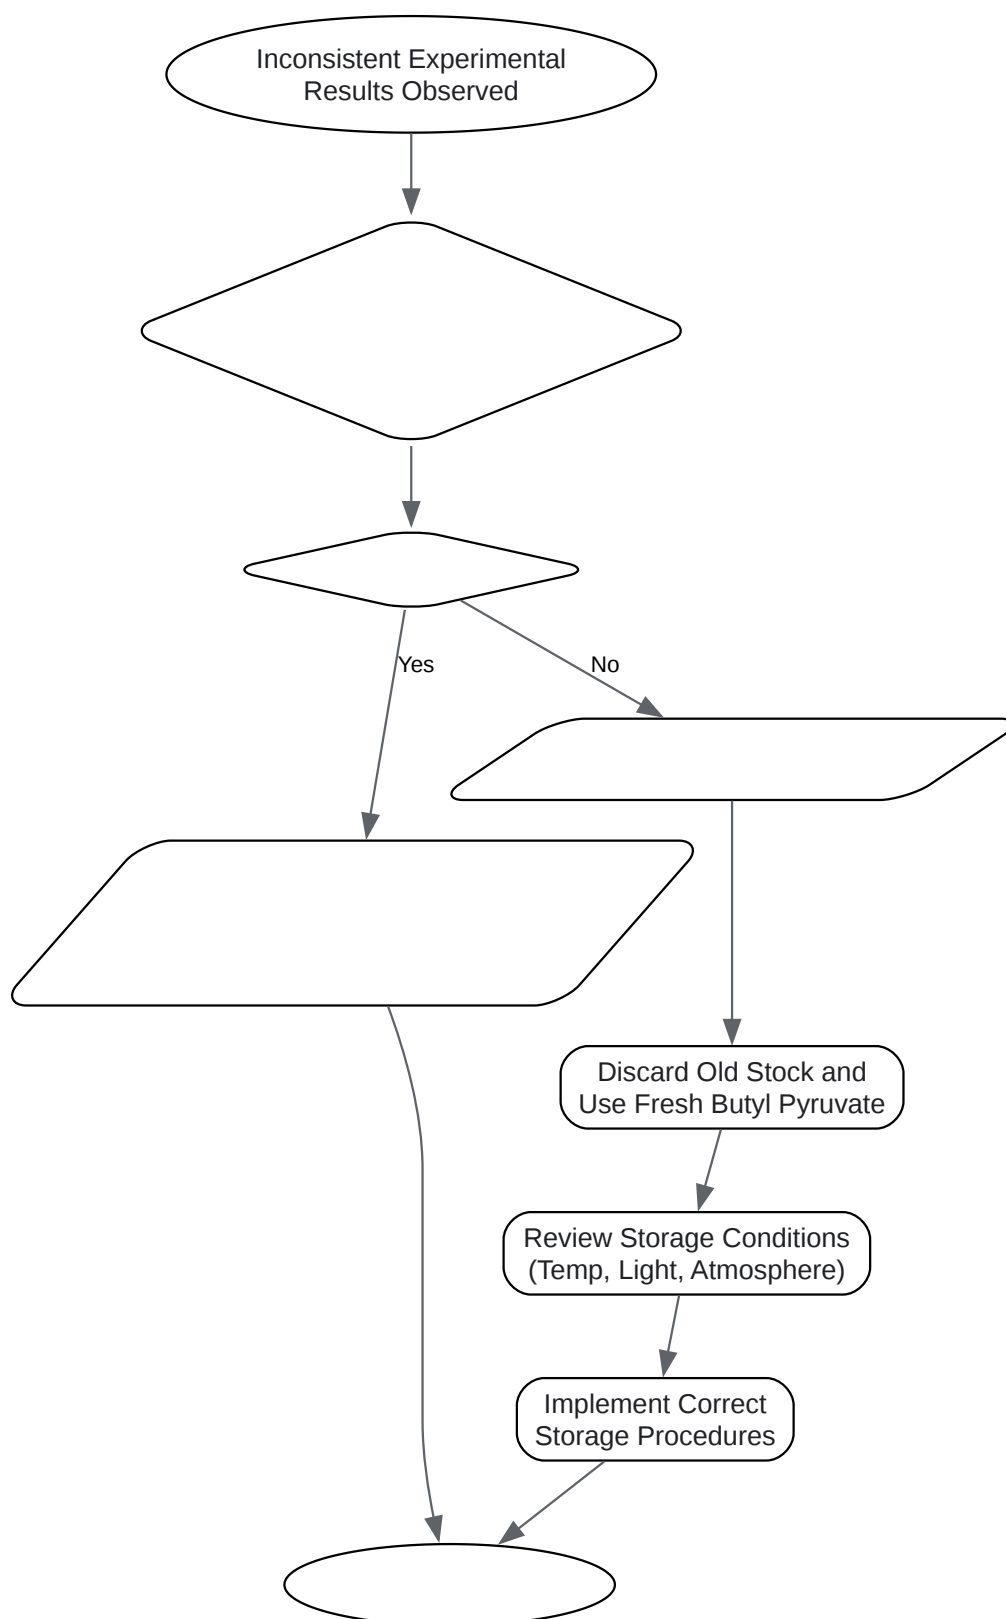 Inconsistent Experimental
Results Observed
Yes
No
Discard Old Stock and
Use Fresh Butyl Pyruvate
Review Storage Conditions
(Temp, Light, Atmosphere)
Implement Correct
Storage Procedures